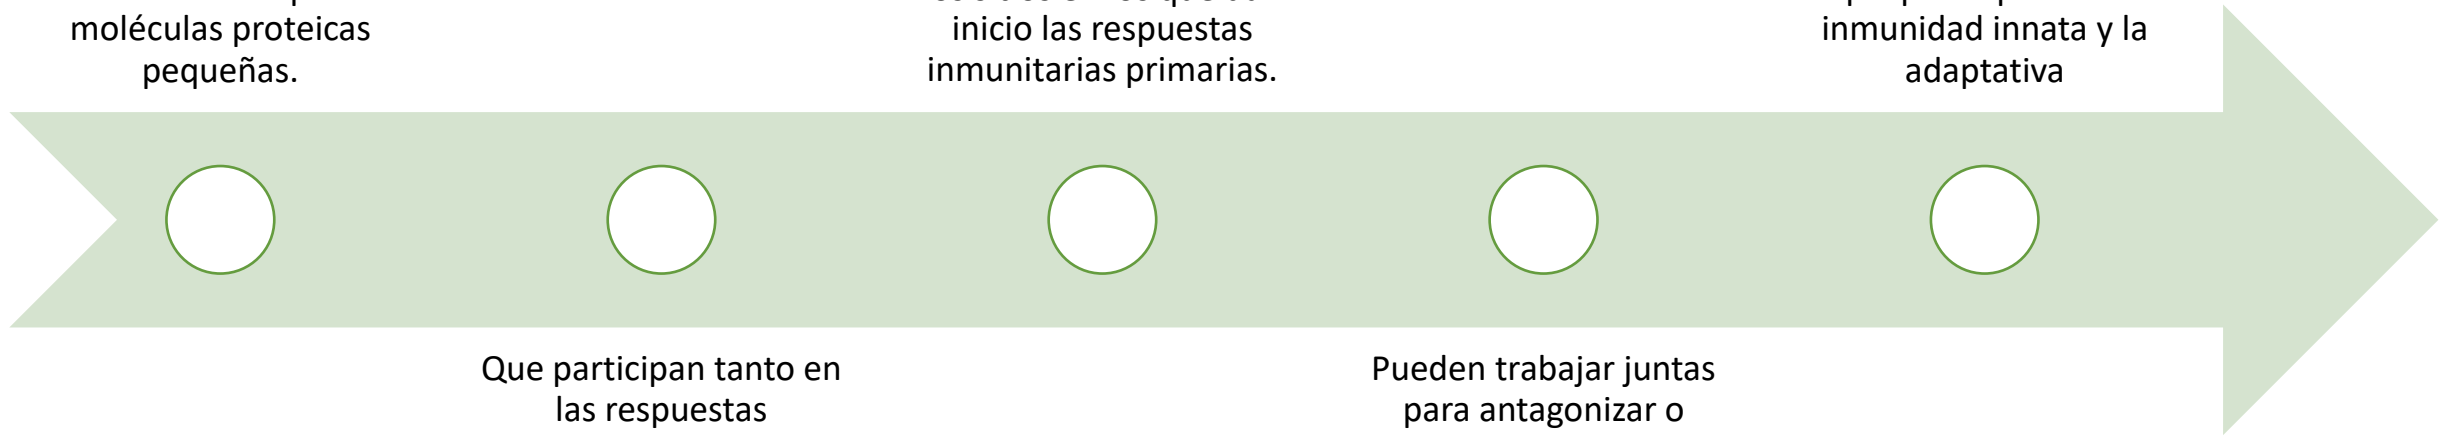 moléculas proteicas
pequeñas.
Que participan tanto en
las respuestas
inicio las respuestas
inmunitarias primarias.
Pueden trabajar juntas
para antagonizar o
inmunidad innata y la
adaptativa